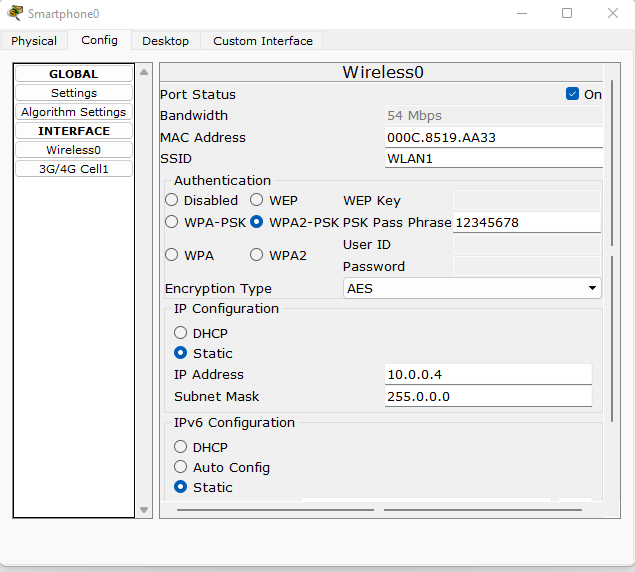 Smartphone0
Physical Config Desktop Custom Interface
GLOBAL
Settings
Algorithm Settings
INTERFACE
Wireless0
3G/4G Cell1
Wireless0
Port Status On
Bandwidth 54 Mbps
MAC Address 000C.8519.AA33
SSID WLAN1
Authentication
Disabled WEP WEP Key
WPA-PSK WPA2-PSK PSK Pass Phrase 12345678
User ID
WPA WPA2
Password
Encryption Type AES
IP Configuration
DHCP
Static
IP Address 10.0.0.4
Subnet Mask 255.0.0.0
IPv6 Configuration
DHCP
Auto Config
Static